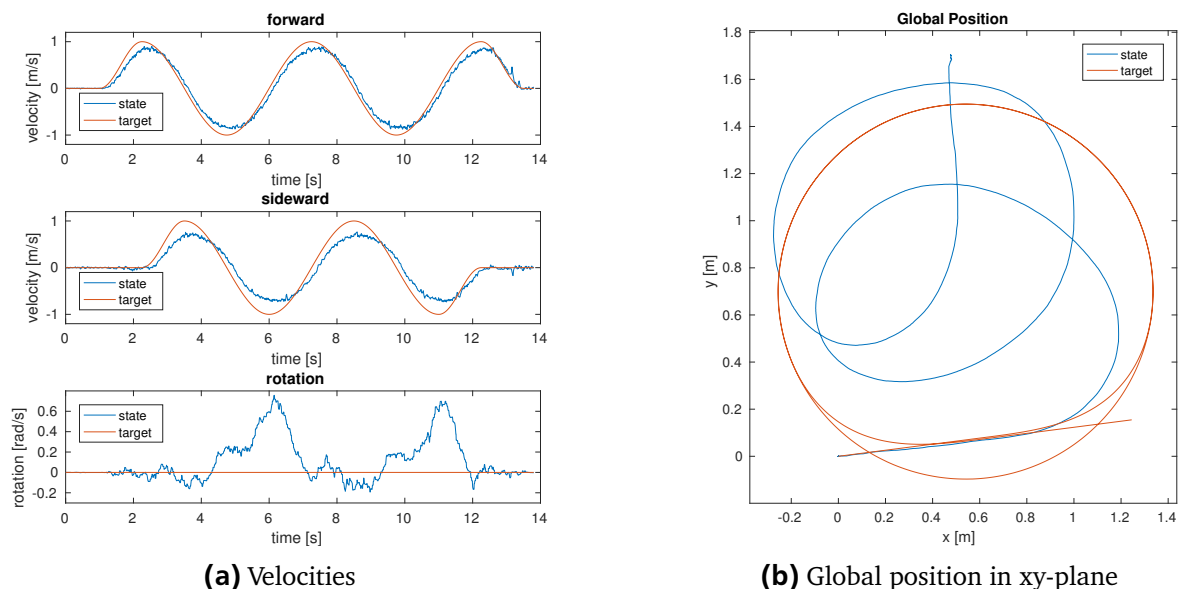 forward
velocity [m/s]
1
0
-1
state
target
0 2 4 6 8 10 12 14
time [s]
sideward
velocity [m/s]
1
0
-1
state
target
0 2 4 6 8 10 12 14
time [s]
rotation
rotation [rad/s]
0.6
0.4
0.2
0
-0.2
state
target
0 2 4 6 8 10 12 14
time [s]
(a) Velocities
Global Position
y [m]
1.8
1.6
1.4
1.2
1
0.8
0.6
0.4
0.2
0
state
target
-0.2 0 0.2 0.4 0.6 0.8 1 1.2 1.4
x [m]
(b) Global position in xy-plane